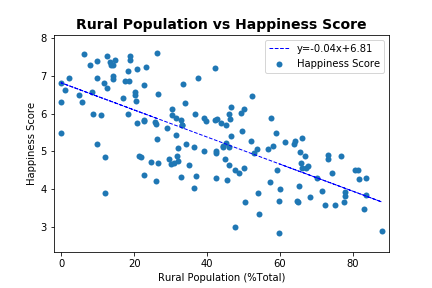 Rural Population vs Happiness Score
y=-0.04x+6.81
Happiness Score
Happiness Score
8
7
6
5
4
3
0
20
40
60
80
Rural Population (%Total)